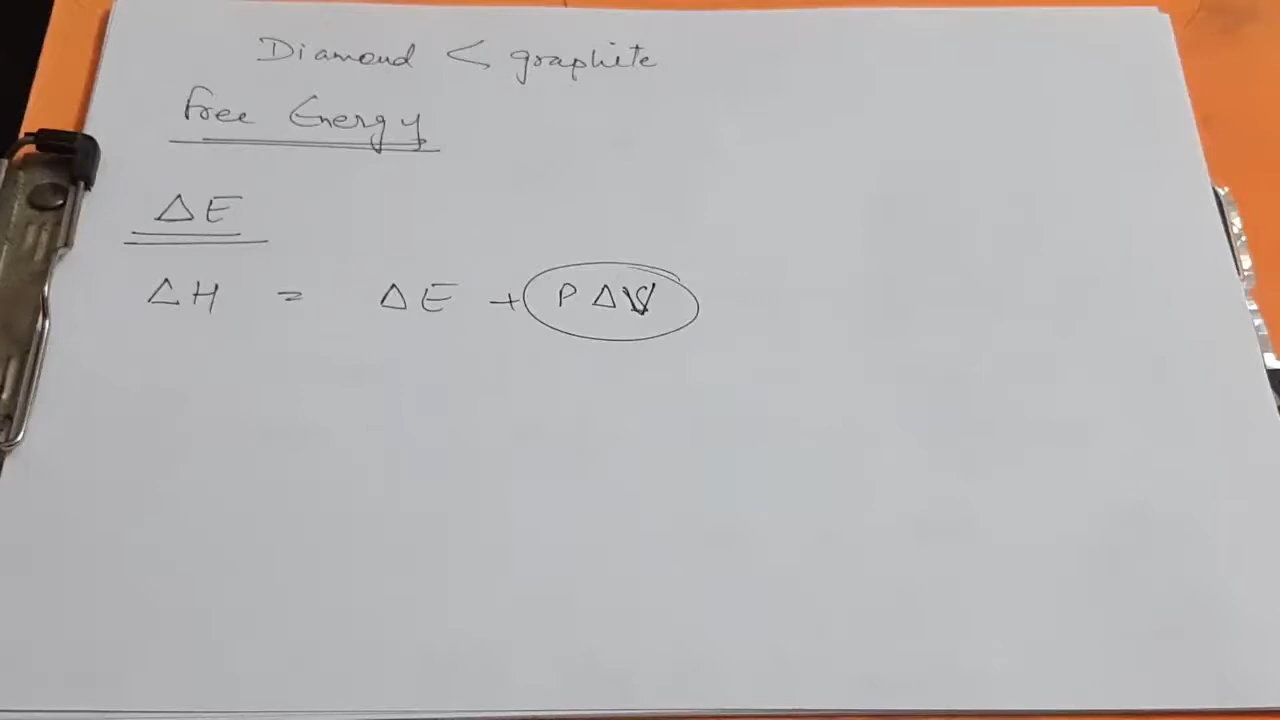 Diamond < graphite
Free Energy
ΔE
ΔH = ΔE + PΔV